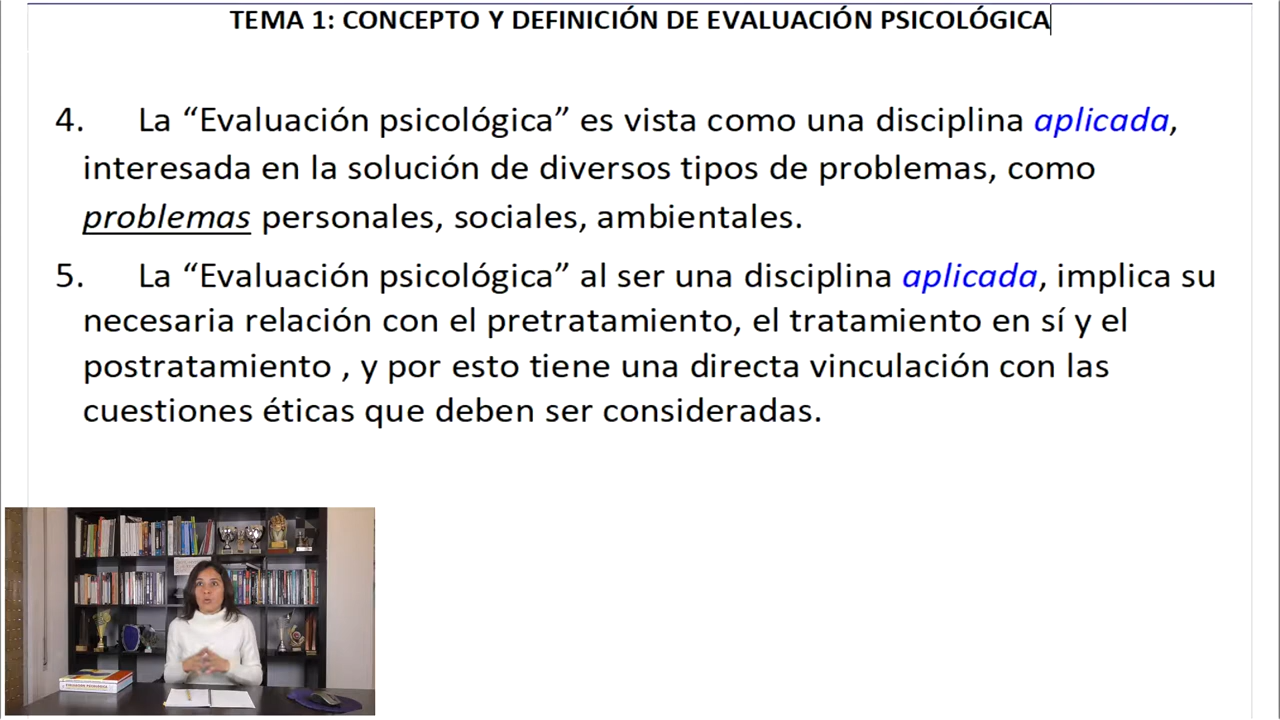 TEMA 1: CONCEPTO Y DEFINICIÓN DE EVALUACIÓN PSICOLÓGICA
4. La “Evaluación psicológica” es vista como una disciplina aplicada,
interesada en la solución de diversos tipos de problemas, como
problemas personales, sociales, ambientales.
5. La “Evaluación psicológica” al ser una disciplina aplicada, implica su
necesaria relación con el pretratamiento, el tratamiento en sí y el
postratamiento , y por esto tiene una directa vinculación con las
cuestiones éticas que deben ser consideradas.